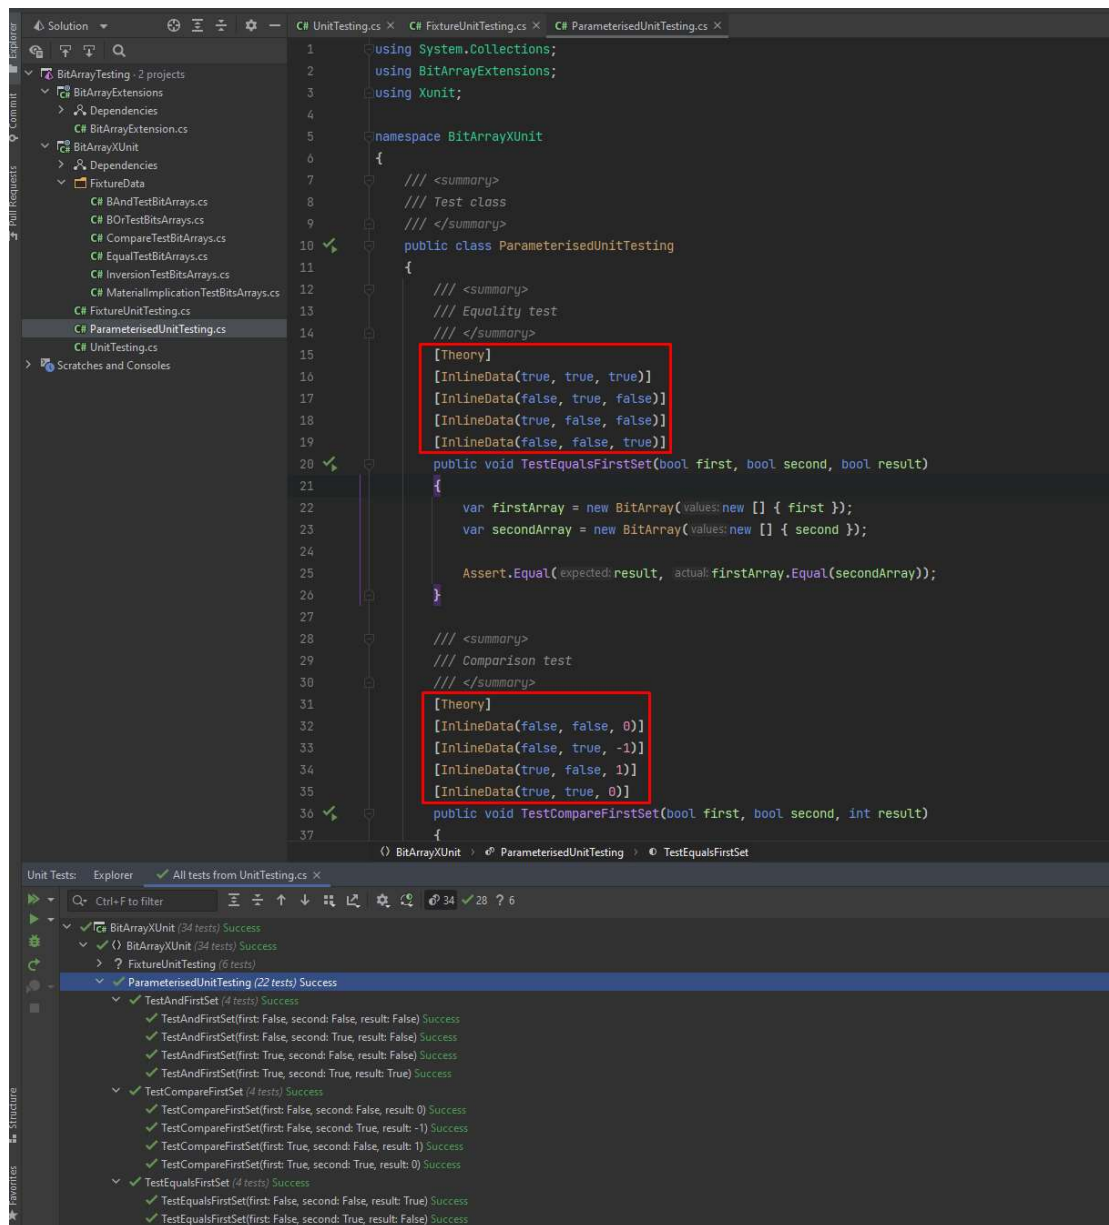 Solution
C# UnitTesting.cs × C# FixtureUnitTesting.cs × C# ParameterisedUnitTesting.cs ×
Explorer
Commit
Pull Requests
BitArrayTesting · 2 projects
C# BitArrayExtensions
Dependencies
C# BitArrayExtension.cs
C# BitArrayXUnit
Dependencies
FixtureData
C# BAndTestBitArrays.cs
C# BOrTestBitsArrays.cs
C# CompareTestBitArrays.cs
C# EqualTestBitArrays.cs
C# InversionTestBitsArrays.cs
C# MaterialImplicationTestBitsArrays.cs
C# FixtureUnitTesting.cs
C# ParameterisedUnitTesting.cs
C# UnitTesting.cs
Scratches and Consoles
1 using System.Collections;
2 using BitArrayExtensions;
3 using Xunit;
4
5 namespace BitArrayXUnit
6 {
7 /// <summary>
8 /// Test class
9 /// </summary>
10 public class ParameterisedUnitTesting
11 {
12 /// <summary>
13 /// Equality test
14 /// </summary>
15 [Theory]
16 [InlineData(true, true, true)]
17 [InlineData(false, true, false)]
18 [InlineData(true, false, false)]
19 [InlineData(false, false, true)]
20 public void TestEqualsFirstSet(bool first, bool second, bool result)
21 {
22 var firstArray = new BitArray( values: new [] { first });
23 var secondArray = new BitArray( values: new [] { second });
24
25 Assert.Equal( expected: result, actual: firstArray.Equal(secondArray));
26 }
27
28 /// <summary>
29 /// Comparison test
30 /// </summary>
31 [Theory]
32 [InlineData(false, false, 0)]
33 [InlineData(false, true, -1)]
34 [InlineData(true, false, 1)]
35 [InlineData(true, true, 0)]
36 public void TestCompareFirstSet(bool first, bool second, int result)
37 {
BitArrayXUnit › ParameterisedUnitTesting › TestEqualsFirstSet
Unit Tests: Explorer All tests from UnitTesting.cs ×
Ctrl+F to filter 34 28 ? 6
C# BitArrayXUnit (34 tests) Success
BitArrayXUnit (34 tests) Success
? FixtureUnitTesting (6 tests)
ParameterisedUnitTesting (22 tests) Success
TestAndFirstSet (4 tests) Success
TestAndFirstSet(first: False, second: False, result: False) Success
TestAndFirstSet(first: False, second: True, result: False) Success
TestAndFirstSet(first: True, second: False, result: False) Success
TestAndFirstSet(first: True, second: True, result: True) Success
TestCompareFirstSet (4 tests) Success
TestCompareFirstSet(first: False, second: False, result: 0) Success
TestCompareFirstSet(first: False, second: True, result: -1) Success
TestCompareFirstSet(first: True, second: False, result: 1) Success
TestCompareFirstSet(first: True, second: True, result: 0) Success
TestEqualsFirstSet (4 tests) Success
TestEqualsFirstSet(first: False, second: False, result: True) Success
TestEqualsFirstSet(first: False, second: True, result: False) Success
Structure
Favorites